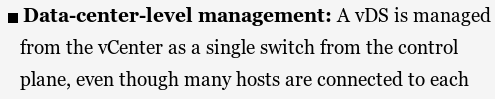 ■ Data-center-level management: A vDS is managed
from the vCenter as a single switch from the control
plane, even though many hosts are connected to each